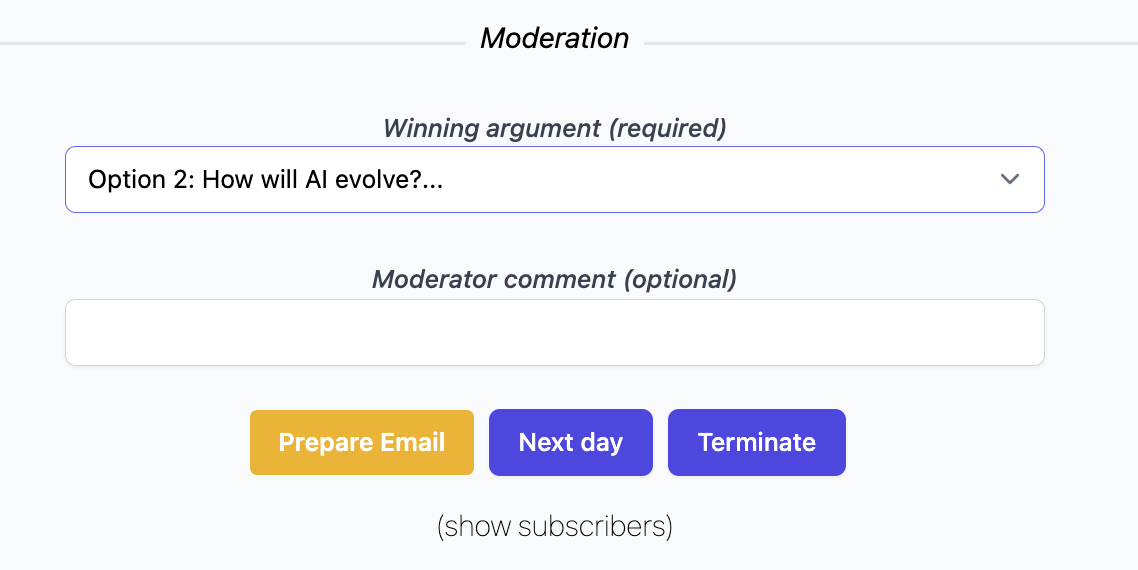 Moderation
Winning argument (required)
Option 2: How will AI evolve?...
Moderator comment (optional)
Prepare Email Next day Terminate
(show subscribers)